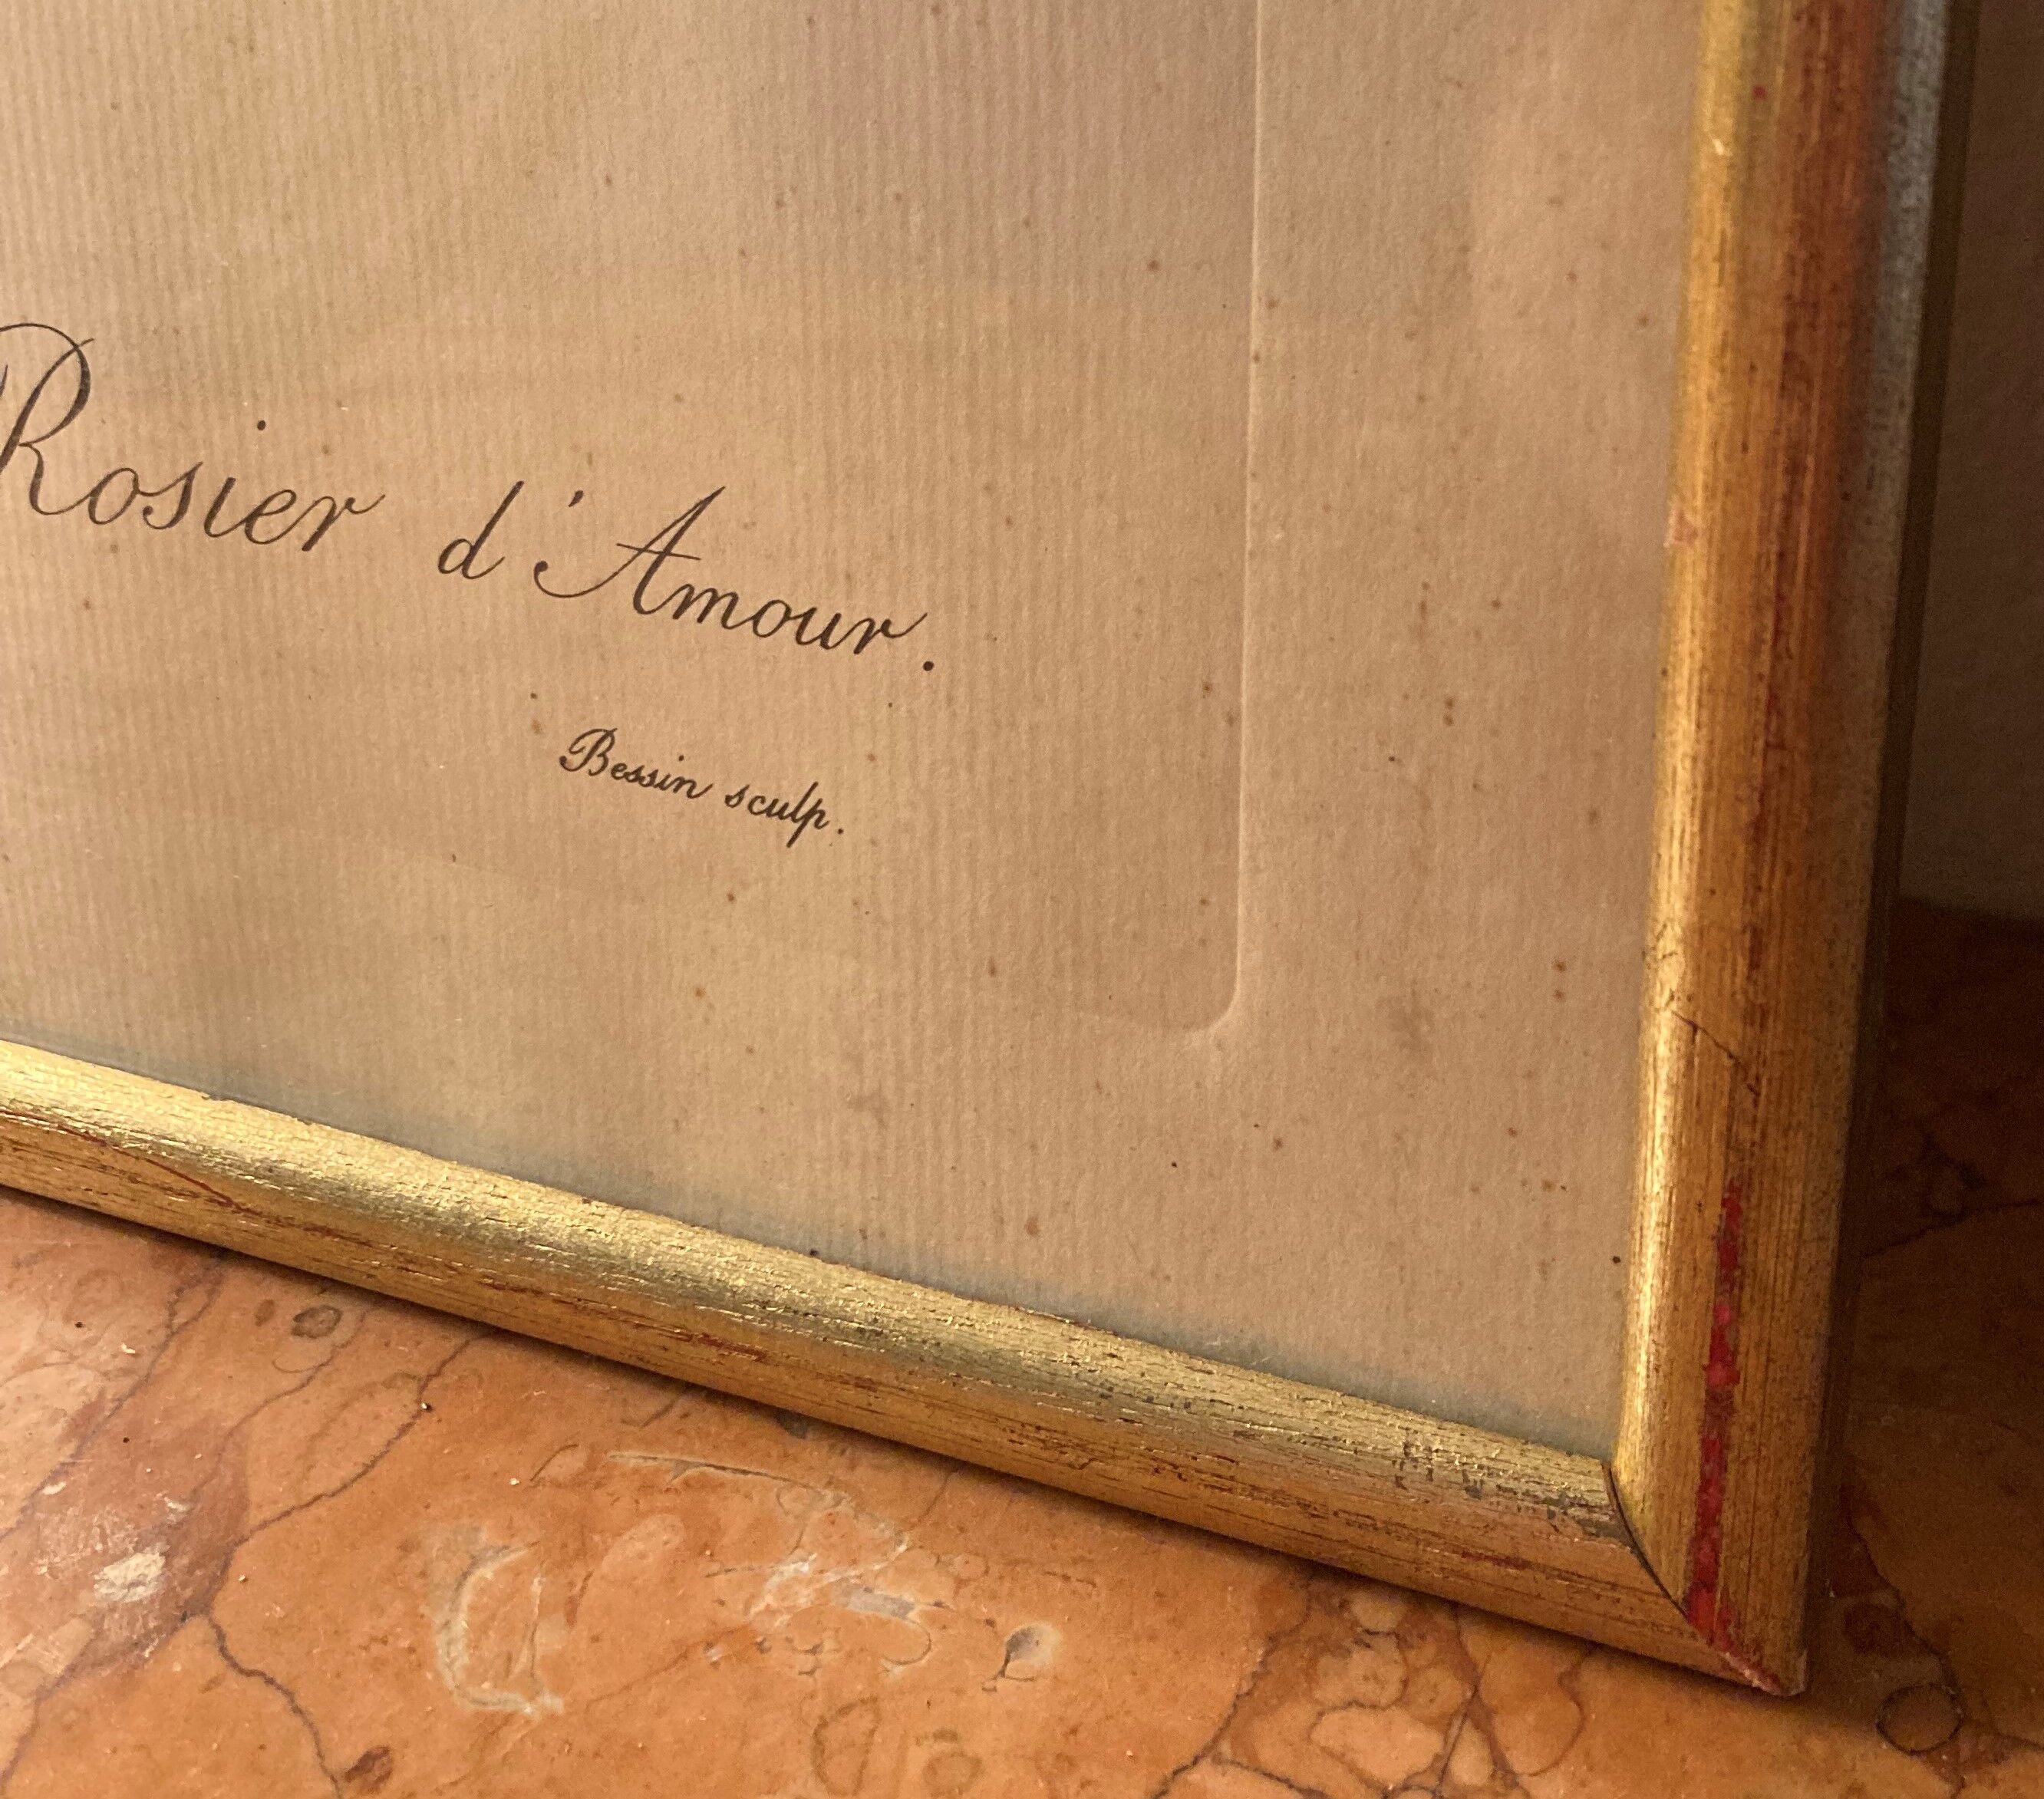 Rosier d'Amour.
Bessin sculp.